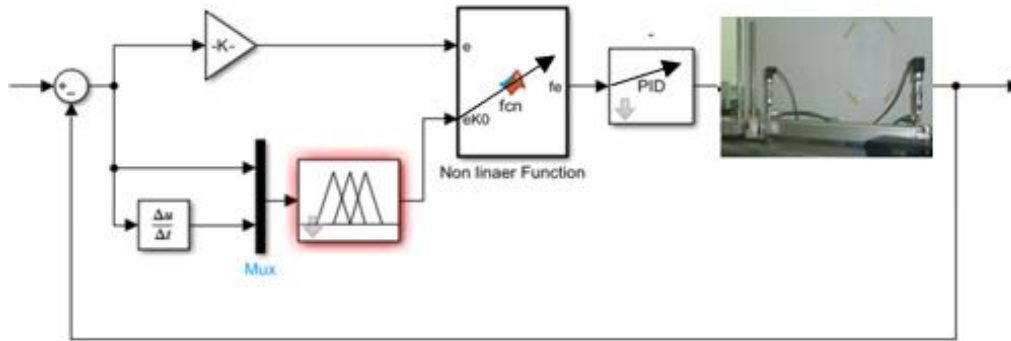 +
−
-K-
e
fcn
fe
eK0
Non linaer Function
-
PID
Δu
Δt
Mux